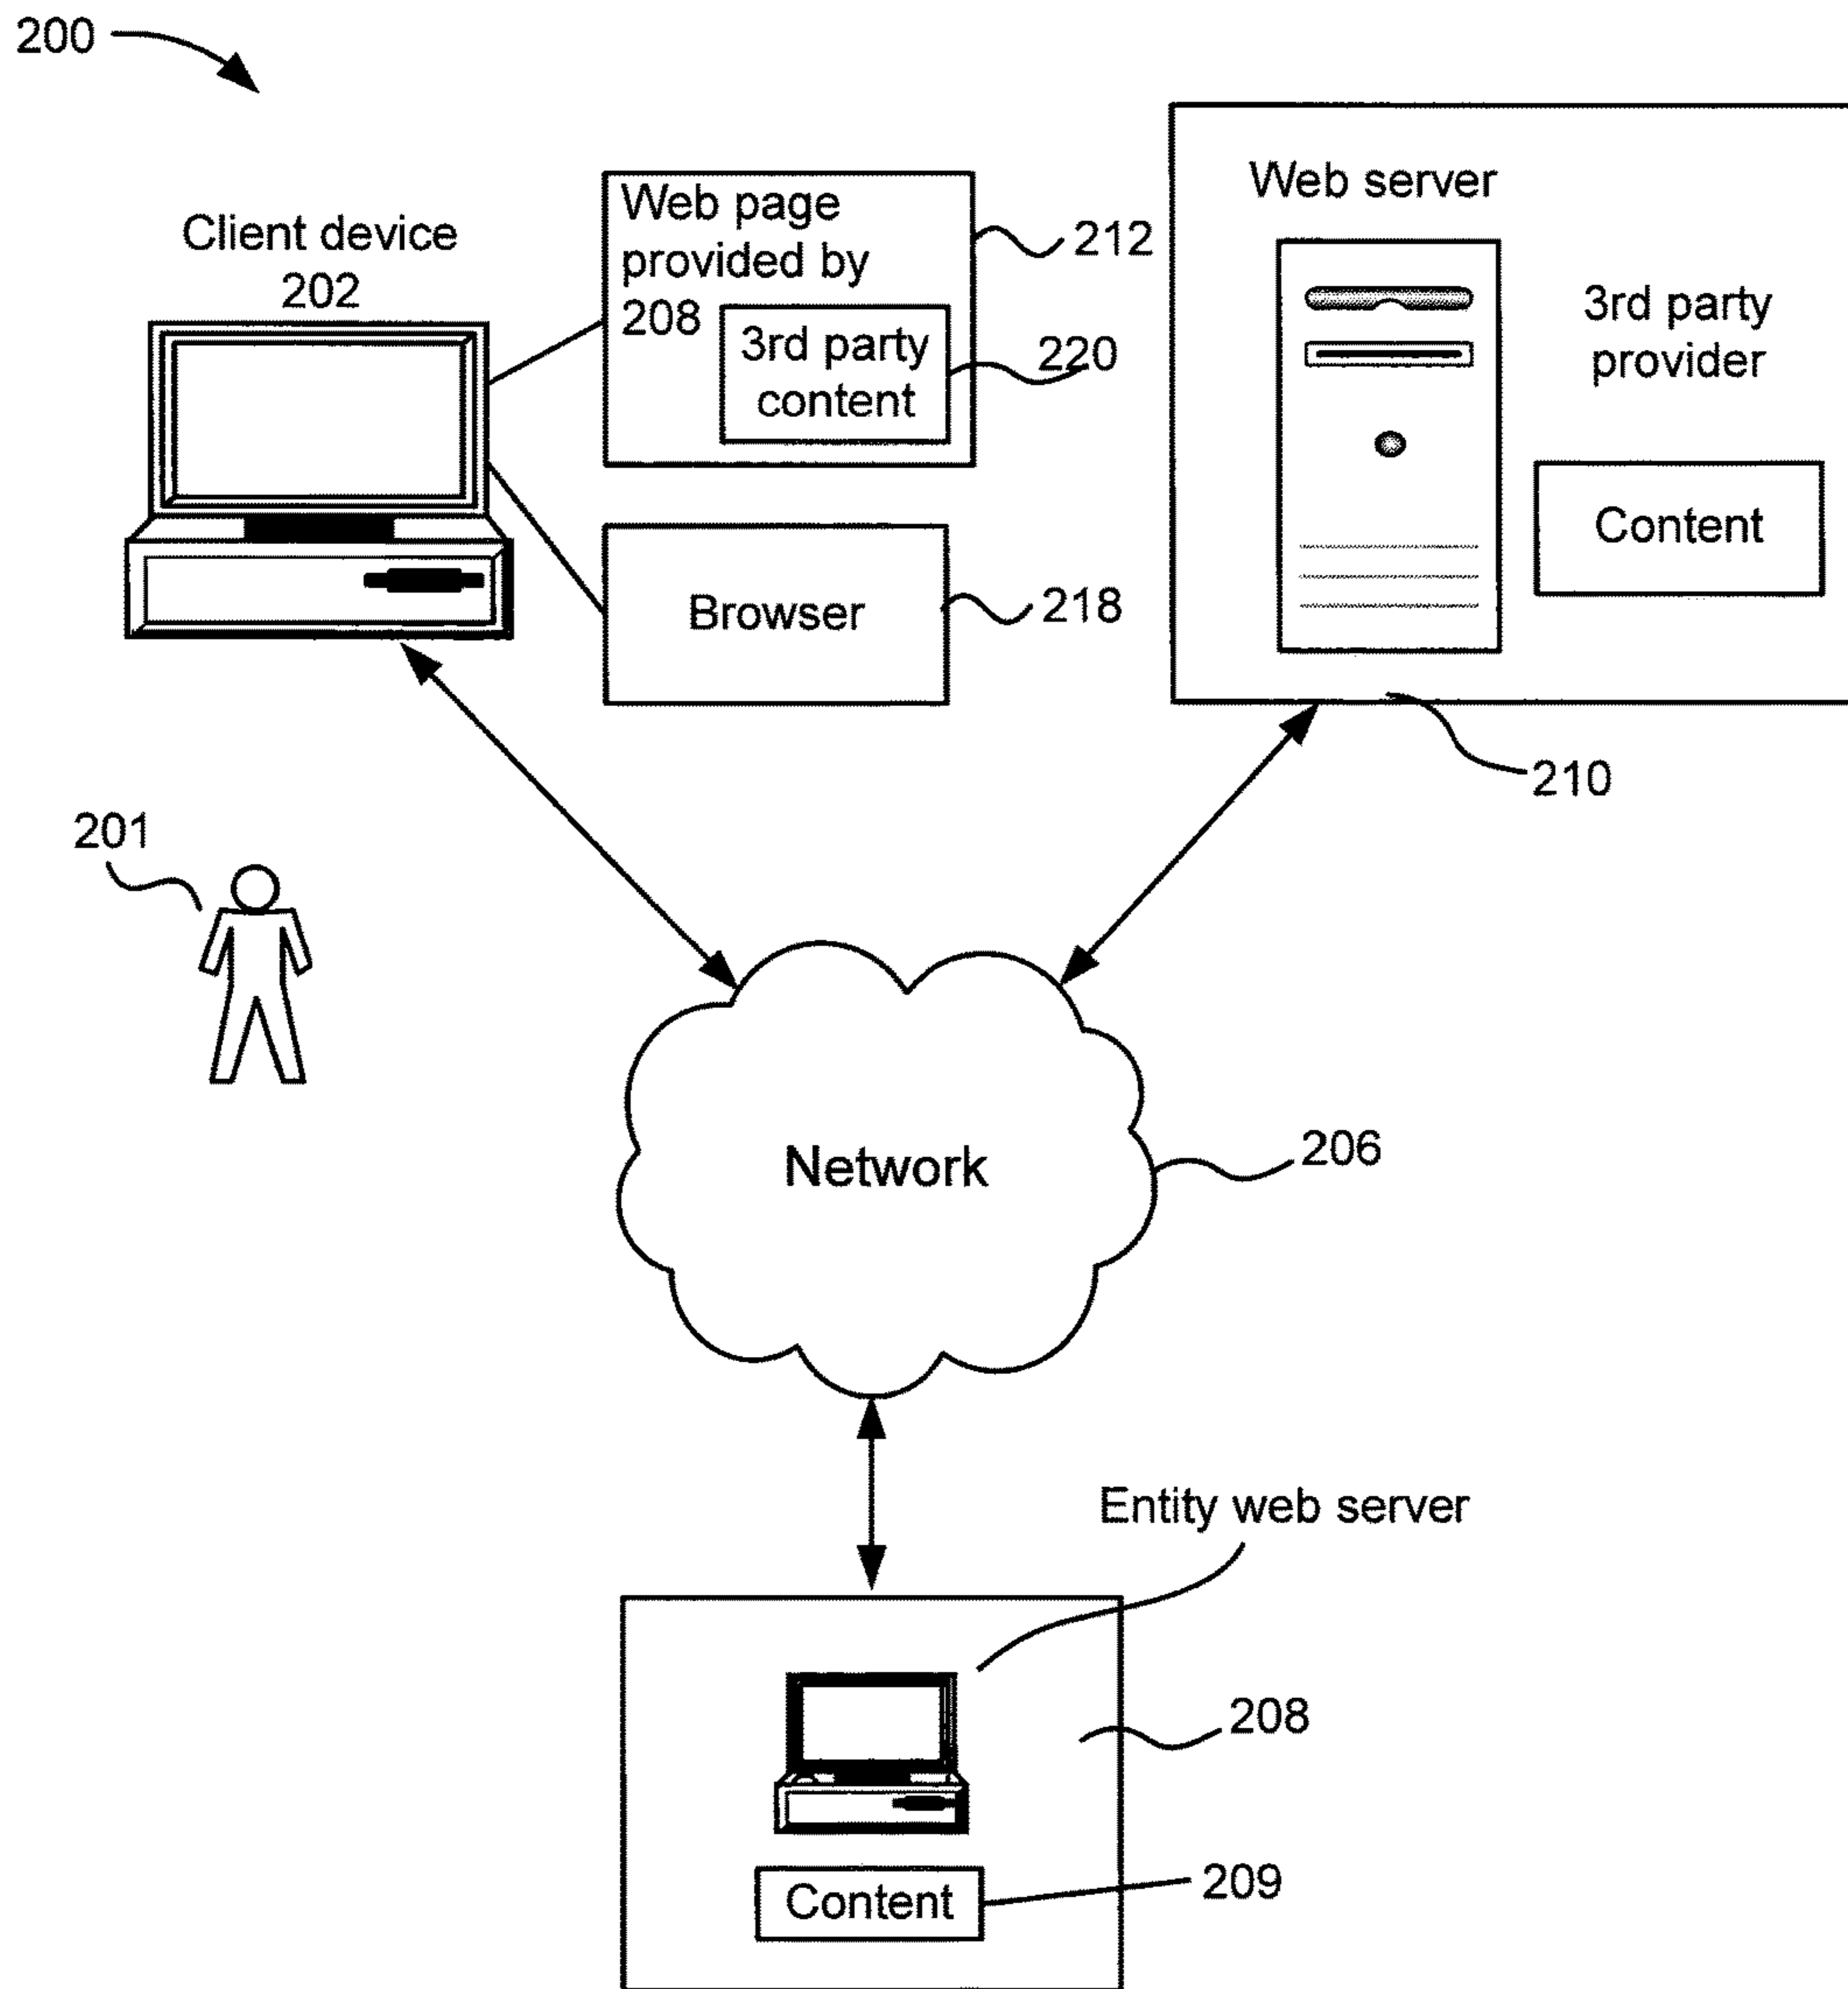 200
Client device
202
Web page
provided by
208
3rd party
content
212
220
Browser
218
Web server
3rd party
provider
Content
210
201
Network
206
Entity web server
208
Content
209